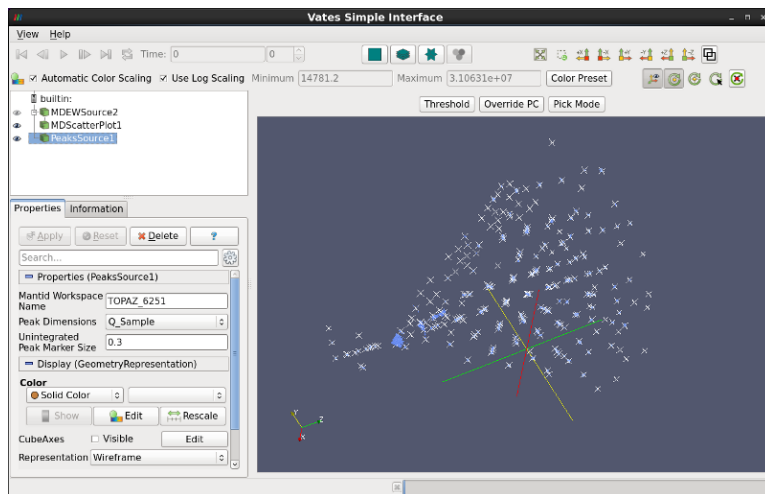 Vates Simple Interface
View Help
Time: 0 0
Automatic Color Scaling Use Log Scaling Minimum 14781.2 Maximum 3.10631e+07 Color Preset
builtin:
MDEWSource2
MDScatterPlot1
PeaksSource1
Threshold Override PC Pick Mode
Properties Information
Apply Reset Delete ?
Search...
Properties (PeaksSource1)
Mantid Workspace Name TOPAZ_6251
Peak Dimensions Q_Sample
Unintegrated Peak Marker Size 0.3
Display (GeometryRepresentation)
Color
Solid Color
Show Edit Rescale
CubeAxes Visible Edit
Representation Wireframe
Y
Z
X